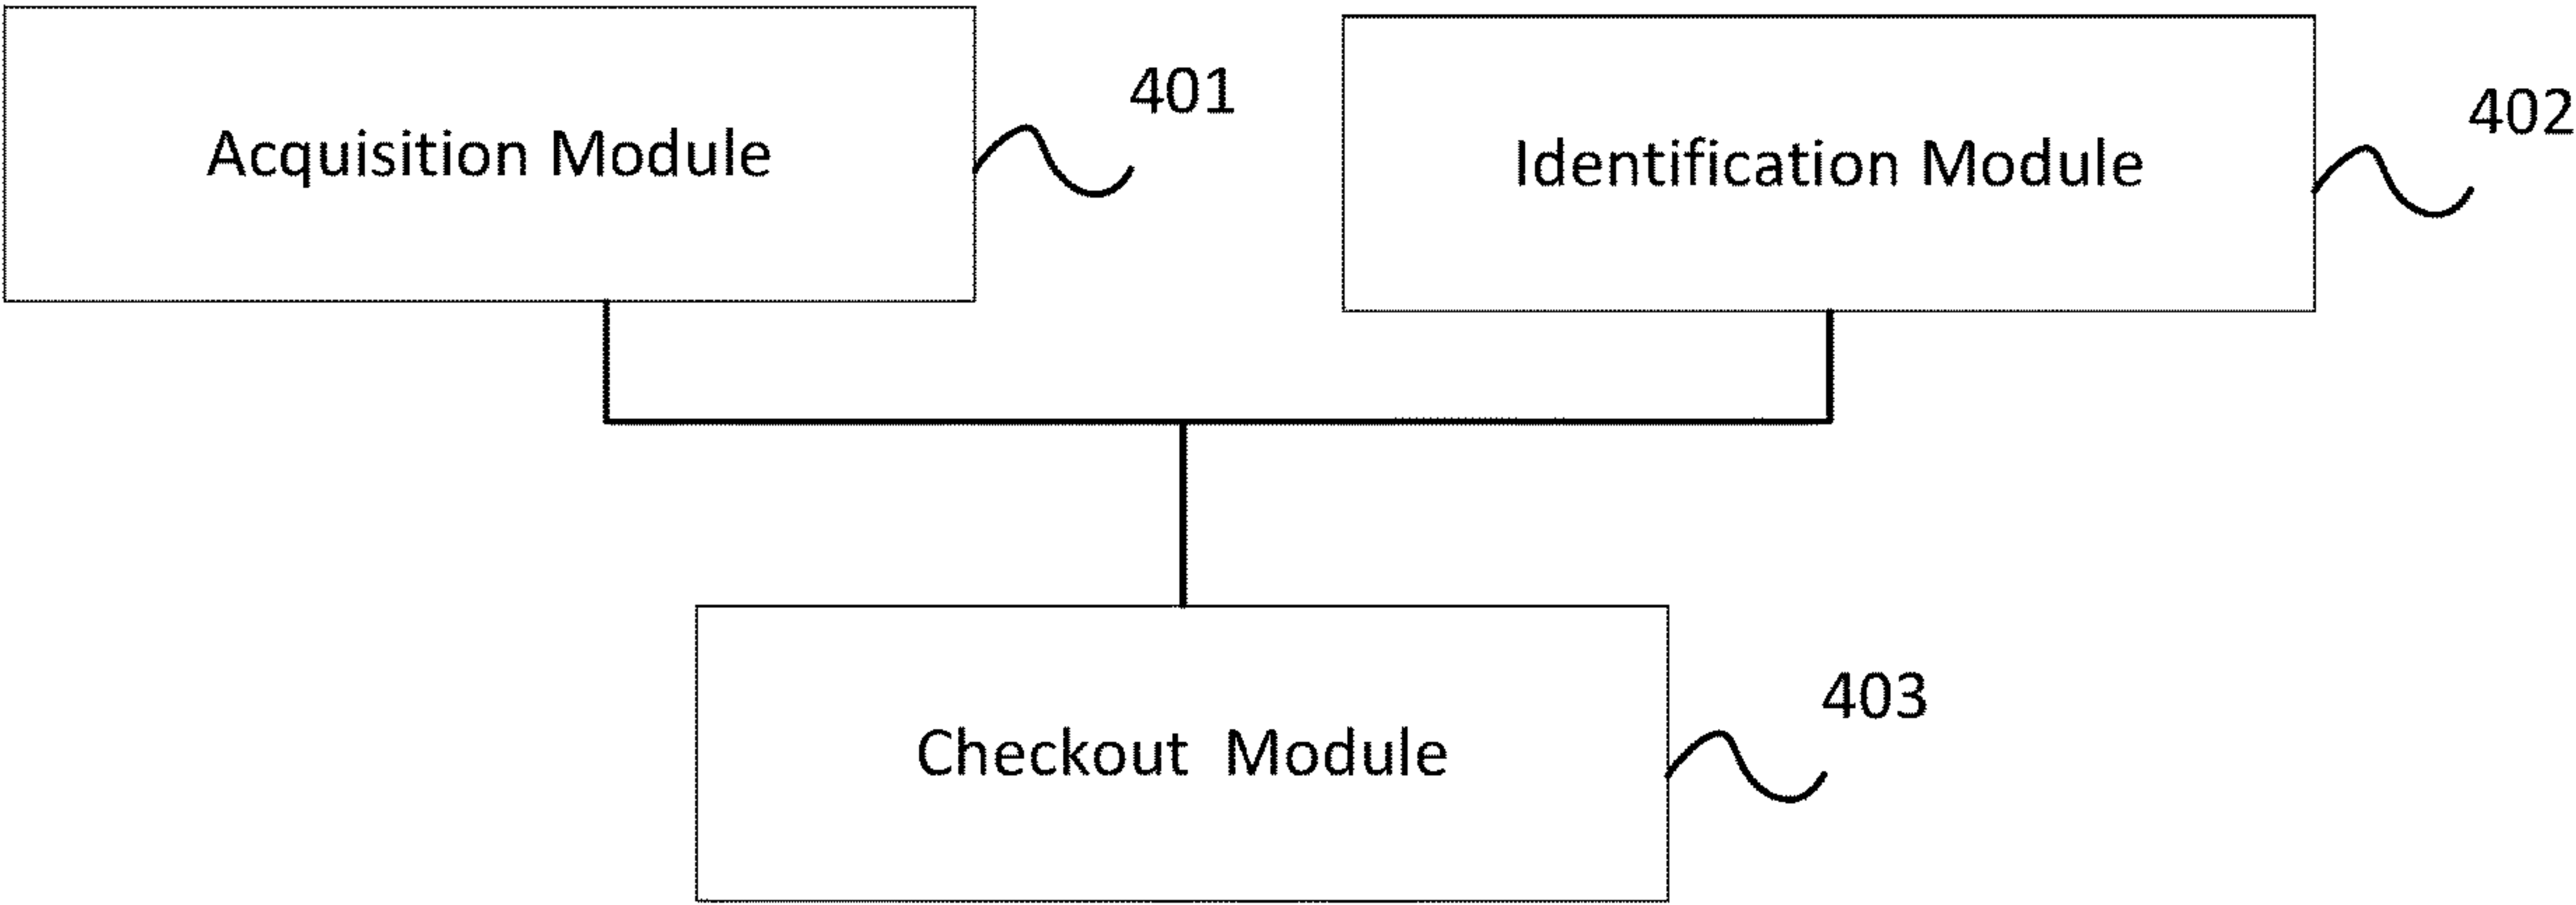 Acquisition Module
401
Identification Module
402
Checkout Module
403